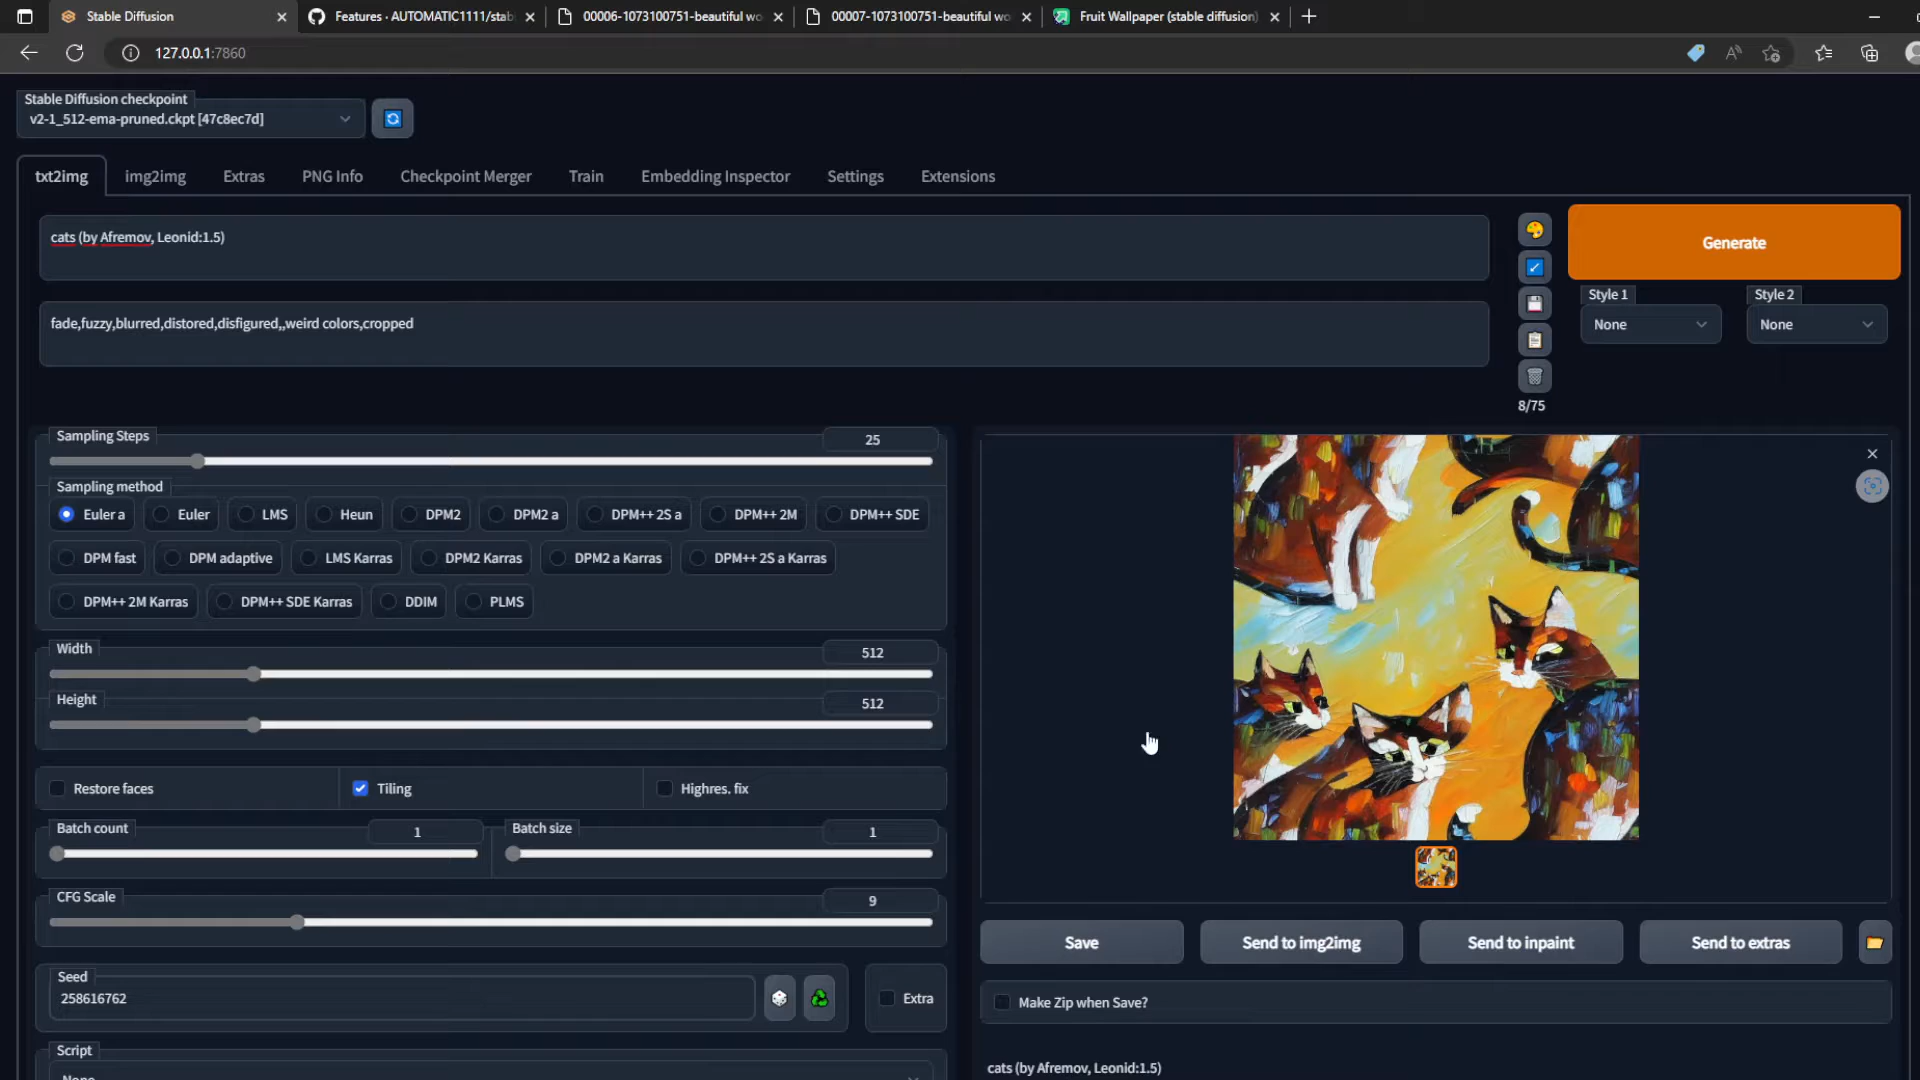 Stable Diffusion
Features · AUTOMATIC1111/stab
00006-1073100751-beautiful wo
00007-1073100751-beautiful wo
Fruit Wallpaper (stable diffusion)
127.0.0.1:7860
Stable Diffusion checkpoint
v2-1_512-ema-pruned.ckpt [47c8ec7d]
txt2img
img2img
Extras
PNG Info
Checkpoint Merger
Train
Embedding Inspector
Settings
Extensions
cats (by Afremov, Leonid:1.5)
Generate
Style 1
Style 2
None
None
fade,fuzzy,blurred,distored,disfigured,,weird colors,cropped
8/75
Sampling Steps
25
Sampling method
Euler a
Euler
LMS
Heun
DPM2
DPM2 a
DPM++ 2S a
DPM++ 2M
DPM++ SDE
DPM fast
DPM adaptive
LMS Karras
DPM2 Karras
DPM2 a Karras
DPM++ 2S a Karras
DPM++ 2M Karras
DPM++ SDE Karras
DDIM
PLMS
Width
512
Height
512
Restore faces
Tiling
Highres. fix
Batch count
1
Batch size
1
CFG Scale
9
Seed
258616762
Extra
Script
None
Save
Send to img2img
Send to inpaint
Send to extras
Make Zip when Save?
cats (by Afremov, Leonid:1.5)